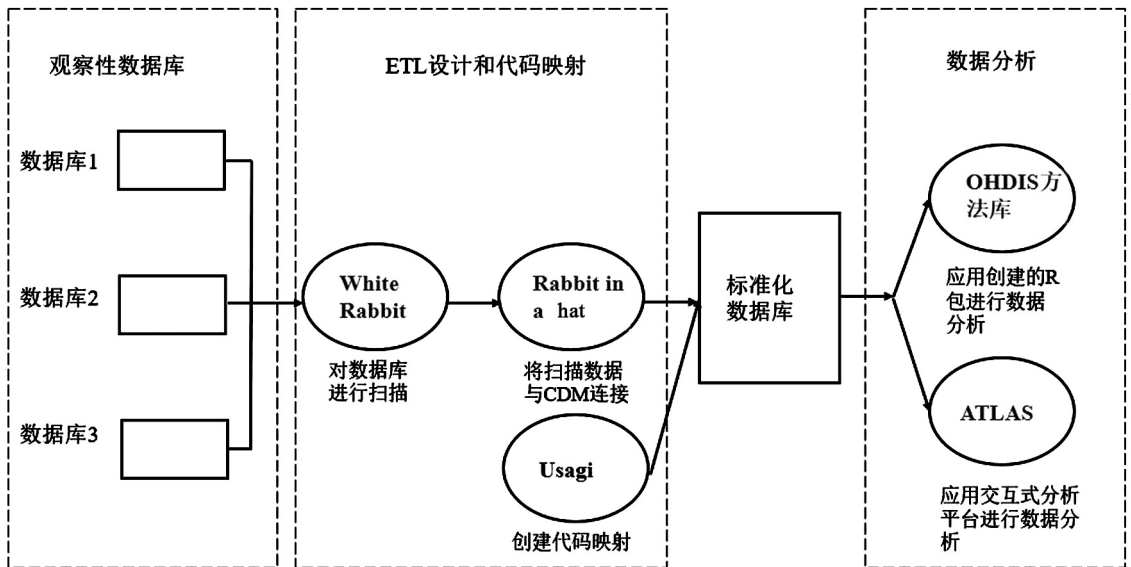 观察性数据库
数据库1
数据库2
数据库3
ETL设计和代码映射
White
Rabbit
对数据库
进行扫描
Rabbit in
a hat
将扫描数据
与CDM连接
Usagi
创建代码映射
标准化
数据库
数据分析
OHDIS方
法库
应用创建的R
包进行数据
分析
ATLAS
应用交互式分析
平台进行数据分
析